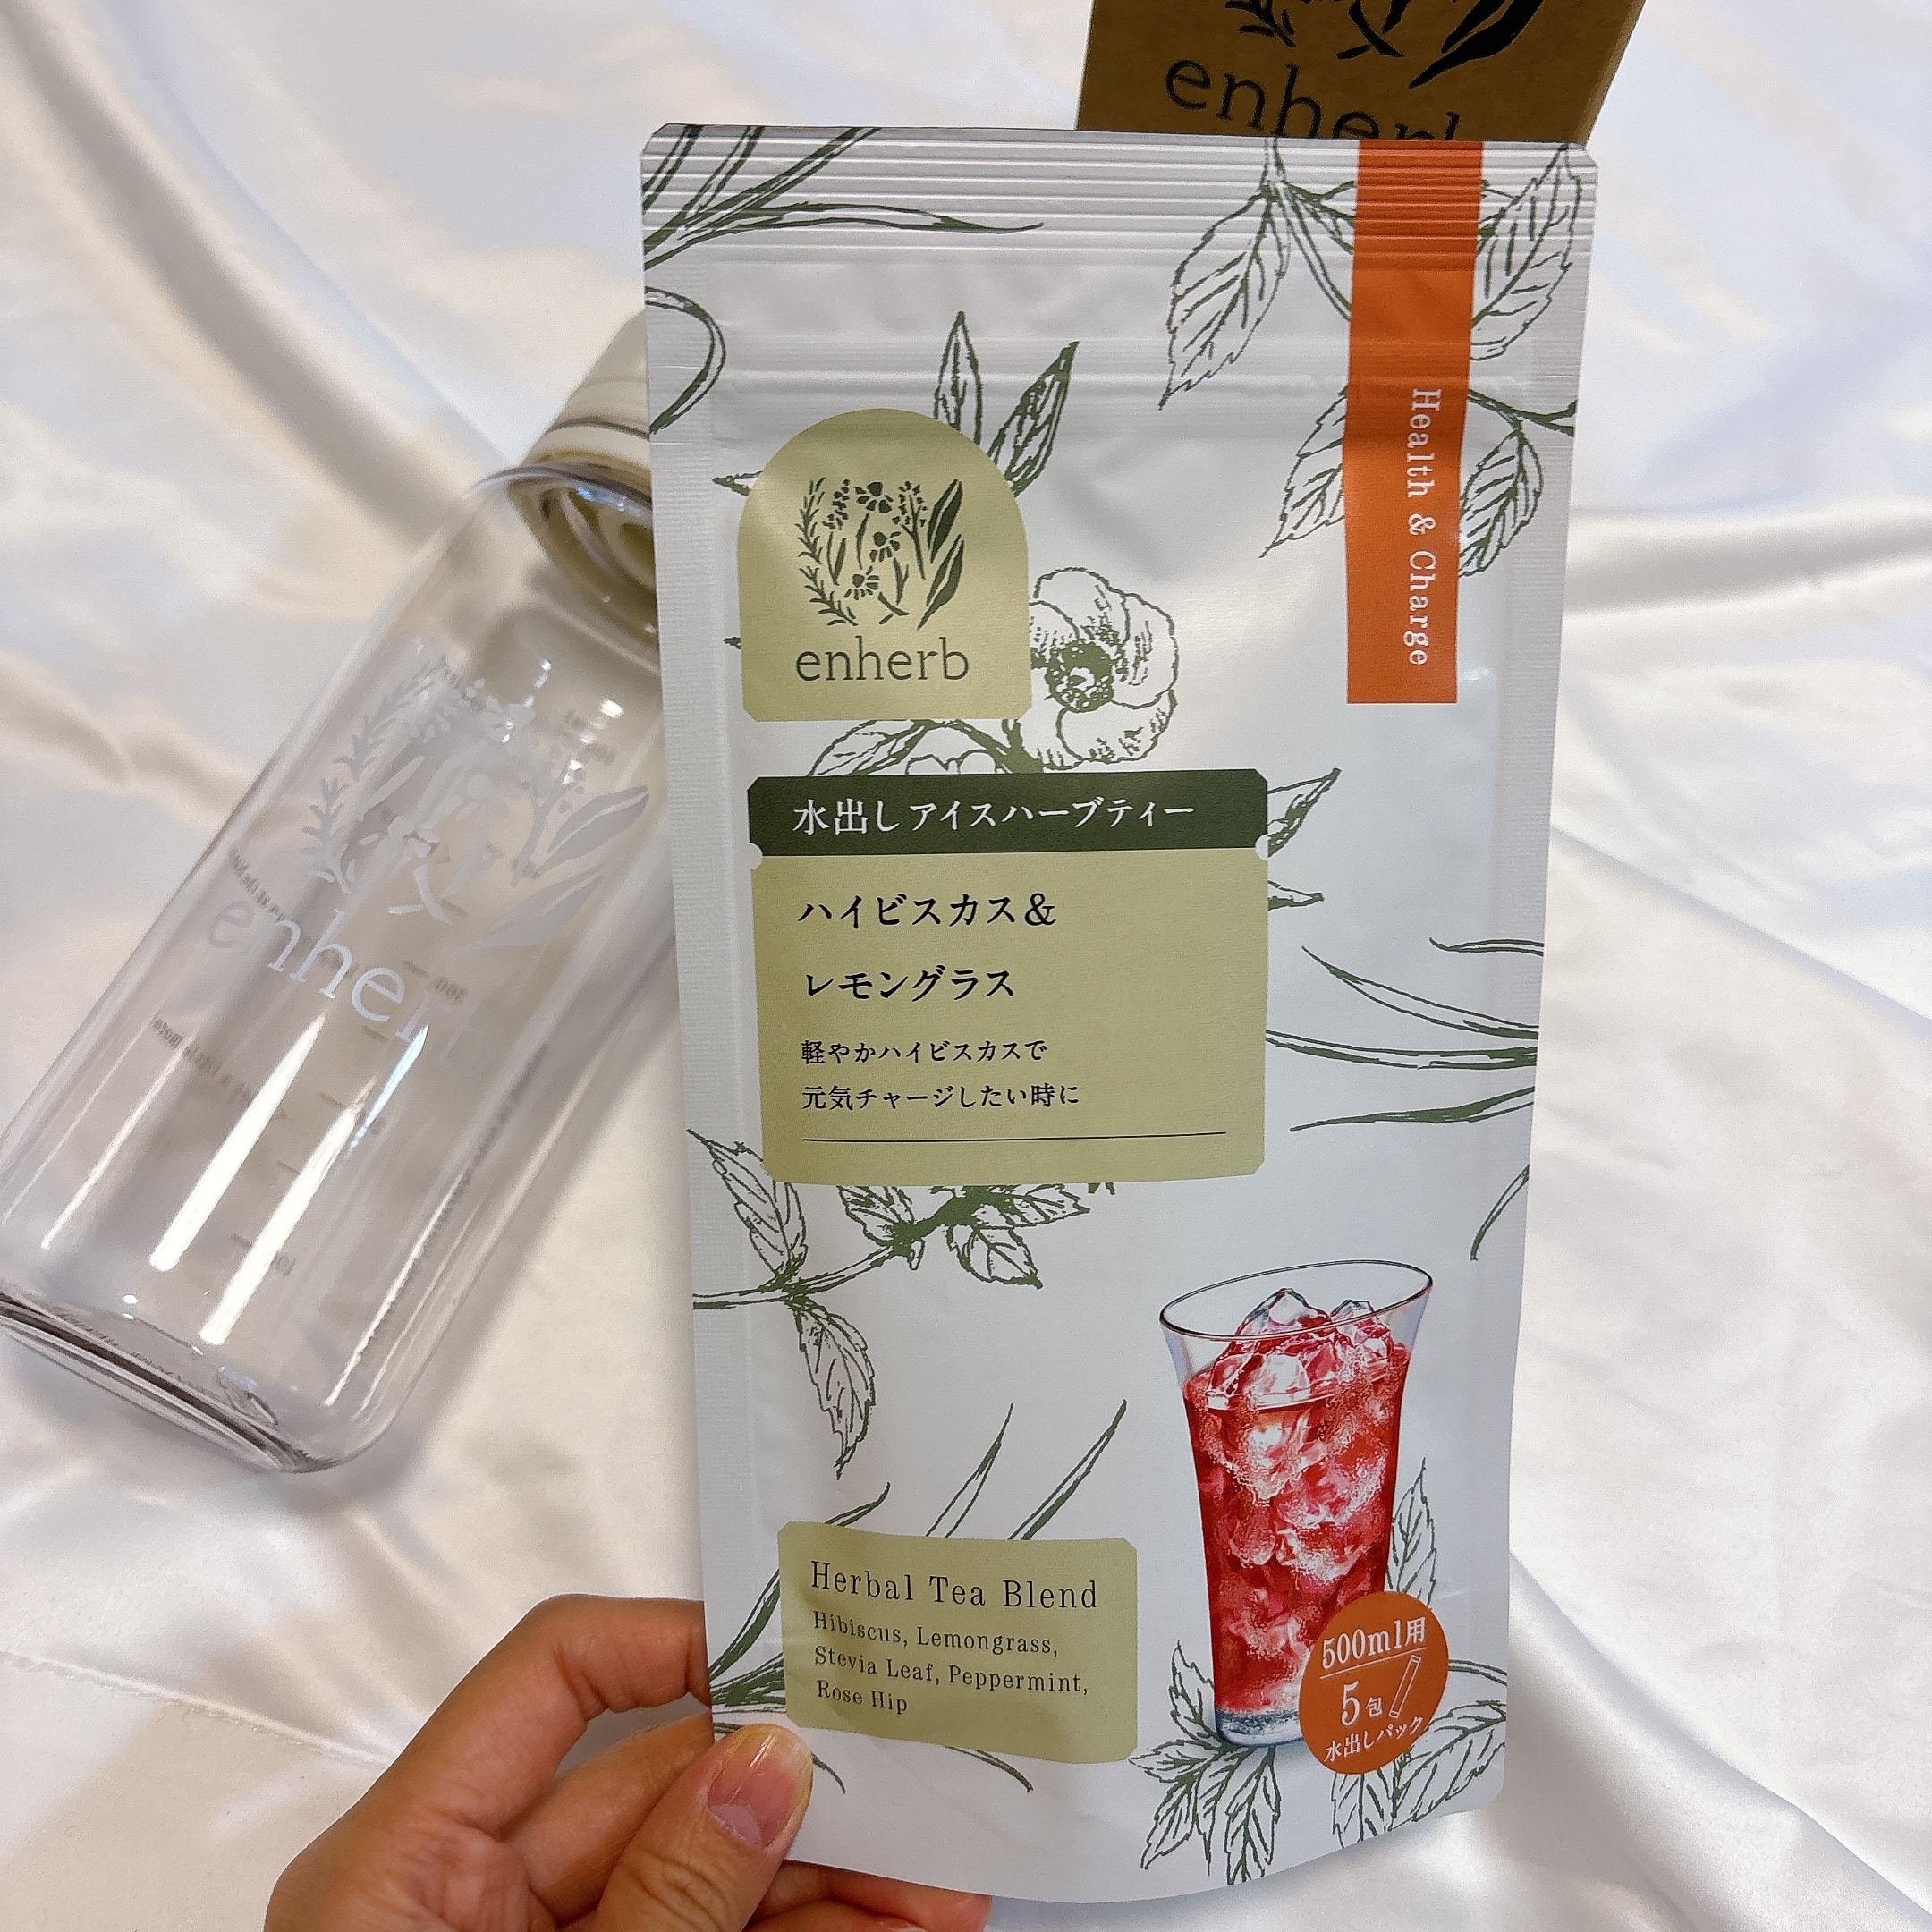 enherb
Health & Charge
enherb
水出しアイスハーブティー
ハイビスカス&
レモングラス
軽やかハイビスカスで
元気チャージしたい時に
enherb
Herbal Tea Blend
Hibiscus, Lemongrass,
Stevia Leaf, Peppermint,
Rose Hip
500ml用
5包
水出しパック